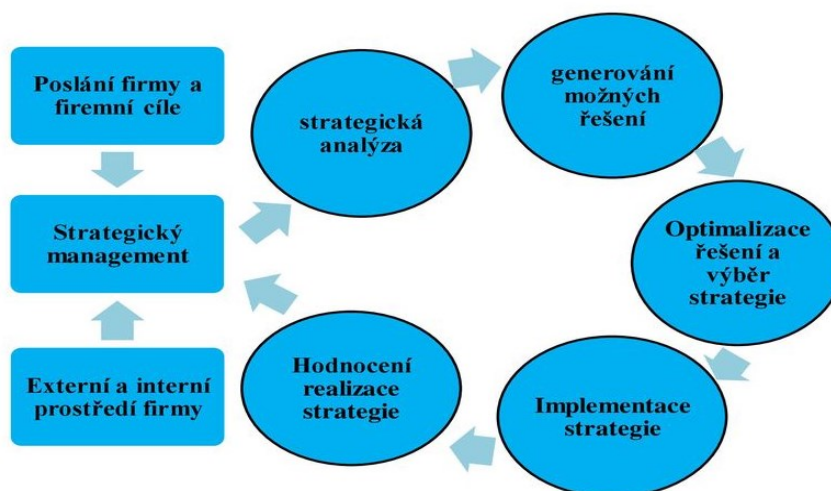 Poslání firmy a
firemní cíle
Strategický
management
Externí a interní
prostředí firmy
strategická
analýza
generování
možných
řešení
Optimalizace
řešení a
výběr
strategie
Implementace
strategie
Hodnocení
realizace
strategie